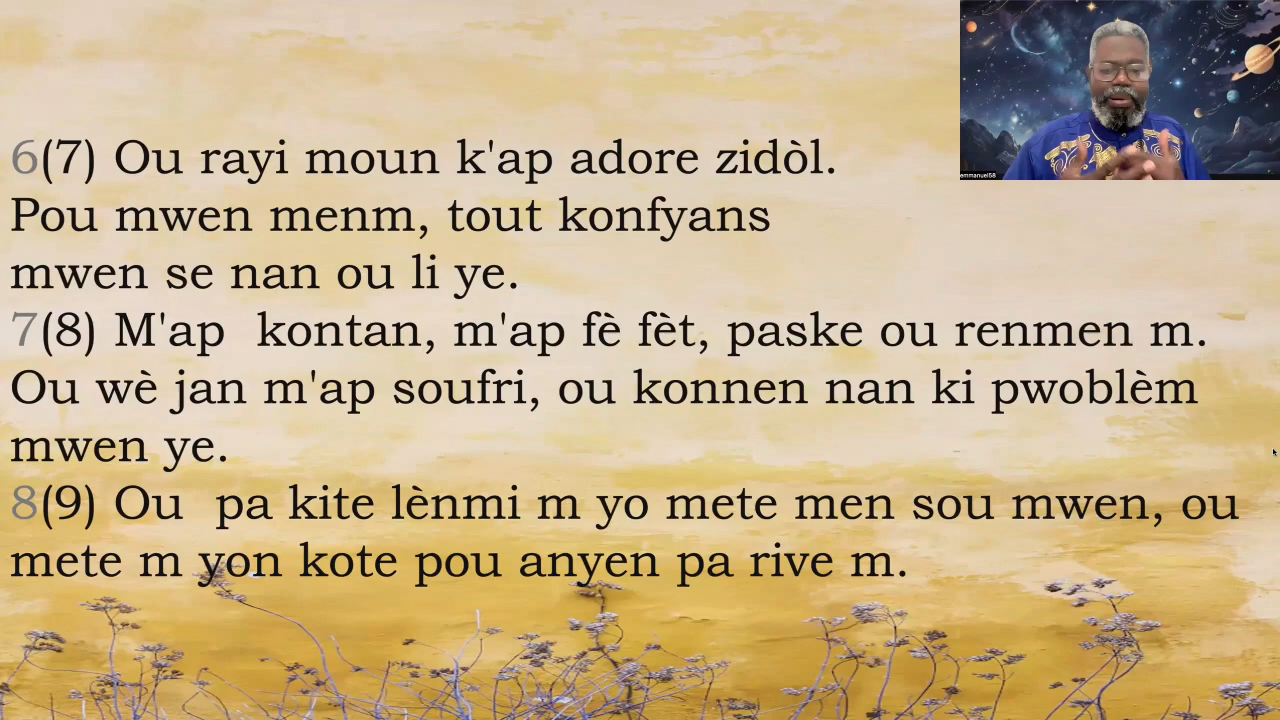 6(7) Ou rayi moun k'ap adore zidòl.
Pou mwen menm, tout konfyans
mwen se nan ou li ye.
7(8) M'ap  kontan, m'ap fè fèt, paske ou renmen m.
Ou wè jan m'ap soufri, ou konnen nan ki pwoblèm
mwen ye.
8(9) Ou  pa kite lènmi m yo mete men sou mwen, ou
mete m yon kote pou anyen pa rive m.
emmanuel58